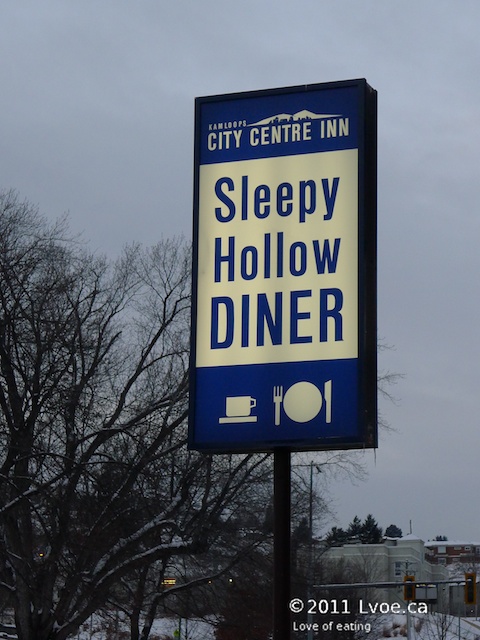 KAMLOOPS
CITY CENTRE INN
Sleepy
Hollow
DINER
© 2011 Lvoe.ca
Love of eating